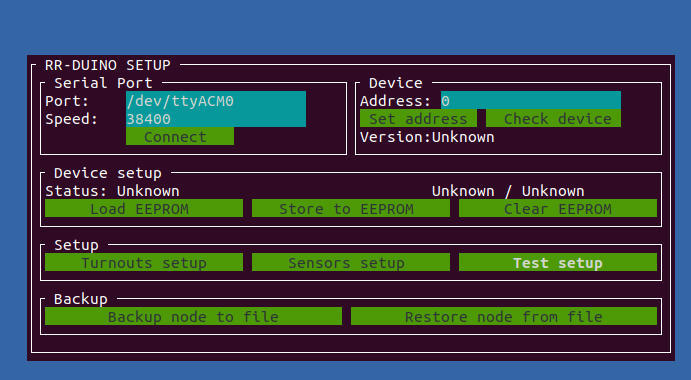 RR-DUINO SETUP
Serial Port
Port: /dev/ttyACM0
Speed: 38400
Connect
Device
Address: 0
Set address Check device
Version:Unknown
Device setup
Status: Unknown Unknown / Unknown
Load EEPROM Store to EEPROM Clear EEPROM
Setup
Turnouts setup Sensors setup Test setup
Backup
Backup node to file Restore node from file